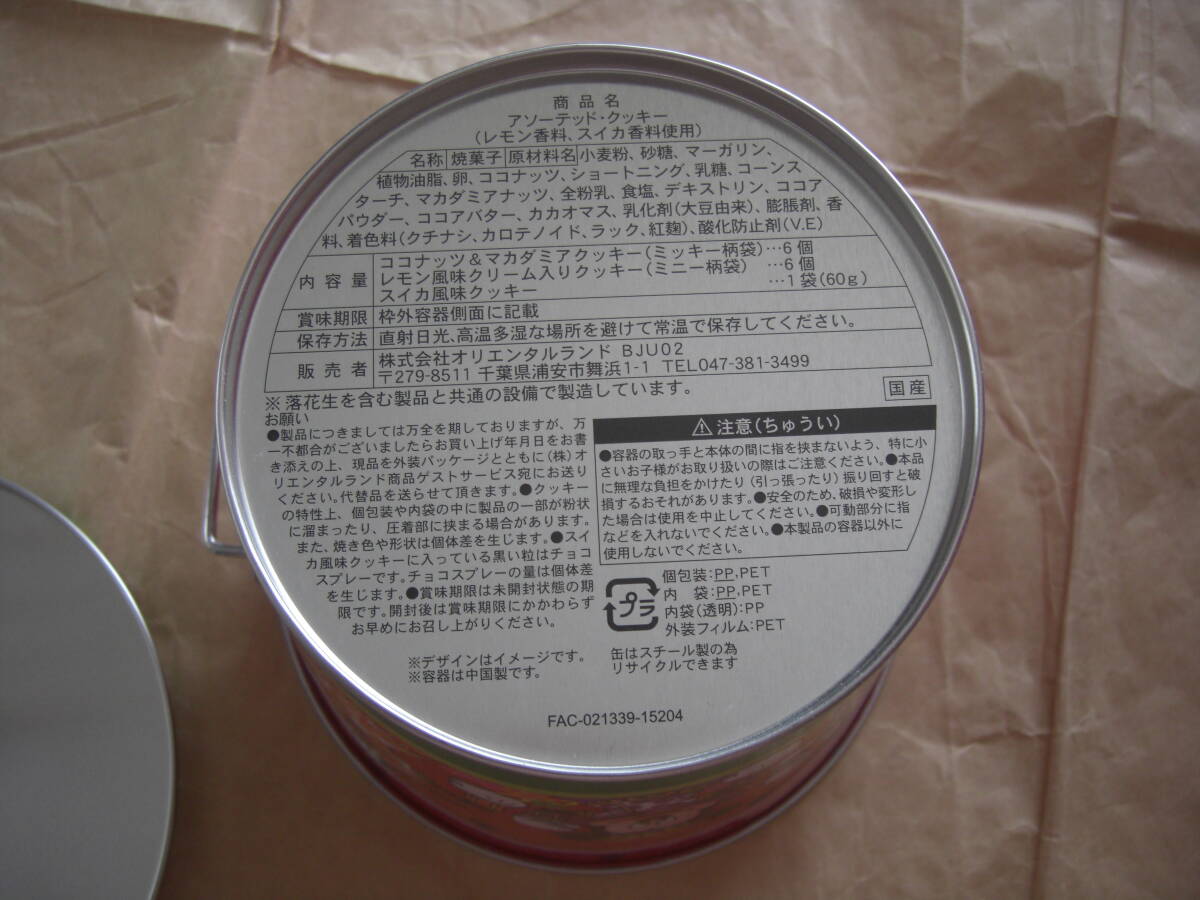 商品名
アソーテッド・クッキー
(レモン香料、スイカ香料使用)
名称 焼菓子 原材料名 小麦粉、砂糖、マーガリン、
植物油脂、卵、ココナッツ、ショートニング、乳糖、コーンス
ターチ、マカダミアナッツ、全粉乳、食塩、デキストリン、ココア
パウダー、ココアバター、カカオマス、乳化剤(大豆由来)、膨脹剤、香
料、着色料(クチナシ、カロテノイド、ラック、紅麹)、酸化防止剤(V.E)
内容量 ココナッツ&マカダミアクッキー(ミッキー柄袋)…6個
レモン風味クリーム入りクッキー(ミニー柄袋) …6個
スイカ風味クッキー …1袋(60g)
賞味期限 枠外容器側面に記載
保存方法 直射日光、高温多湿な場所を避けて常温で保存してください。
販売者 株式会社オリエンタルランド BJU02
〒279-8511 千葉県浦安市舞浜1-1 TEL047-381-3499
※落花生を含む製品と共通の設備で製造しています。
国産
お願い
●製品につきましては万全を期しておりますが、万
一不都合がございましたらお買い上げ年月日をお書
き添えの上、現品を外装パッケージとともに(株)オ
リエンタルランド商品ゲストサービス宛にお送り
ください。代替品を送らせて頂きます。●クッキー
の特性上、個包装や内袋の中に製品の一部が粉状
に溜まったり、圧着部に挟まる場合があります。
また、焼き色や形状は個体差を生じます。●スイ
カ風味クッキーに入っている黒い粒はチョコ
スプレーです。チョコスプレーの量は個体差
を生じます。●賞味期限は未開封状態の期
限です。開封後は賞味期限にかかわらず
お早めにお召し上がりください。
※デザインはイメージです。
※容器は中国製です。
⚠注意(ちゅうい)
●容器の取っ手と本体の間に指を挟まないよう、特に小
さいお子様がお取り扱いの際はご注意ください。●本品
に無理な負担をかけたり(引っ張ったり)振り回すと破
損するおそれがあります。●安全のため、破損や変形し
た場合は使用を中止してください。●可動部分に指
などを入れないでください。●本製品の容器以外に
使用しないでください。
プラ
個包装:PP,PET
内 袋:PP,PET
内袋(透明):PP
外装フィルム:PET
缶はスチール製の為
リサイクルできます
FAC-021339-15204